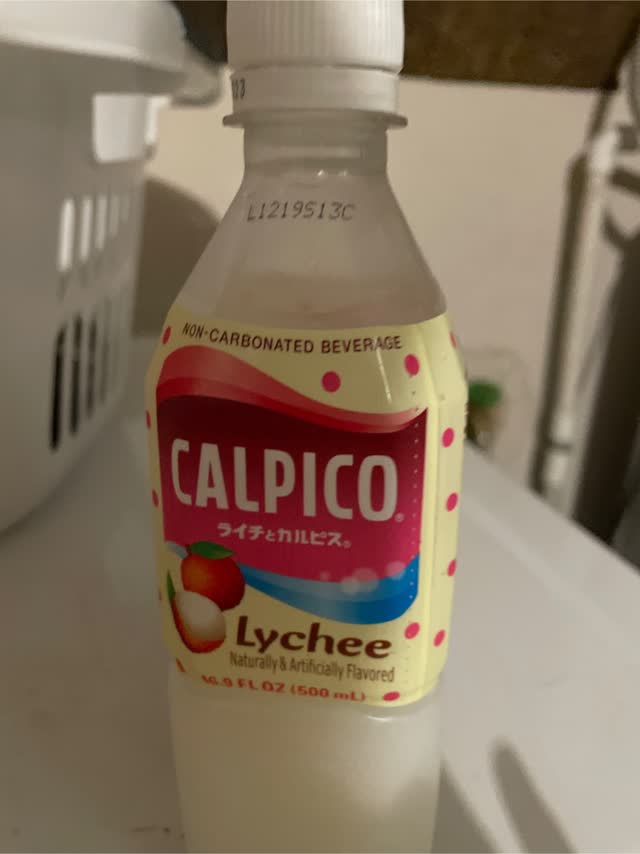 L1219513C
NON-CARBONATED BEVERAGE
CALPICO®
ライチとカルピス®
Lychee
Naturally & Artificially Flavored
16.9 FL OZ (500 mL)